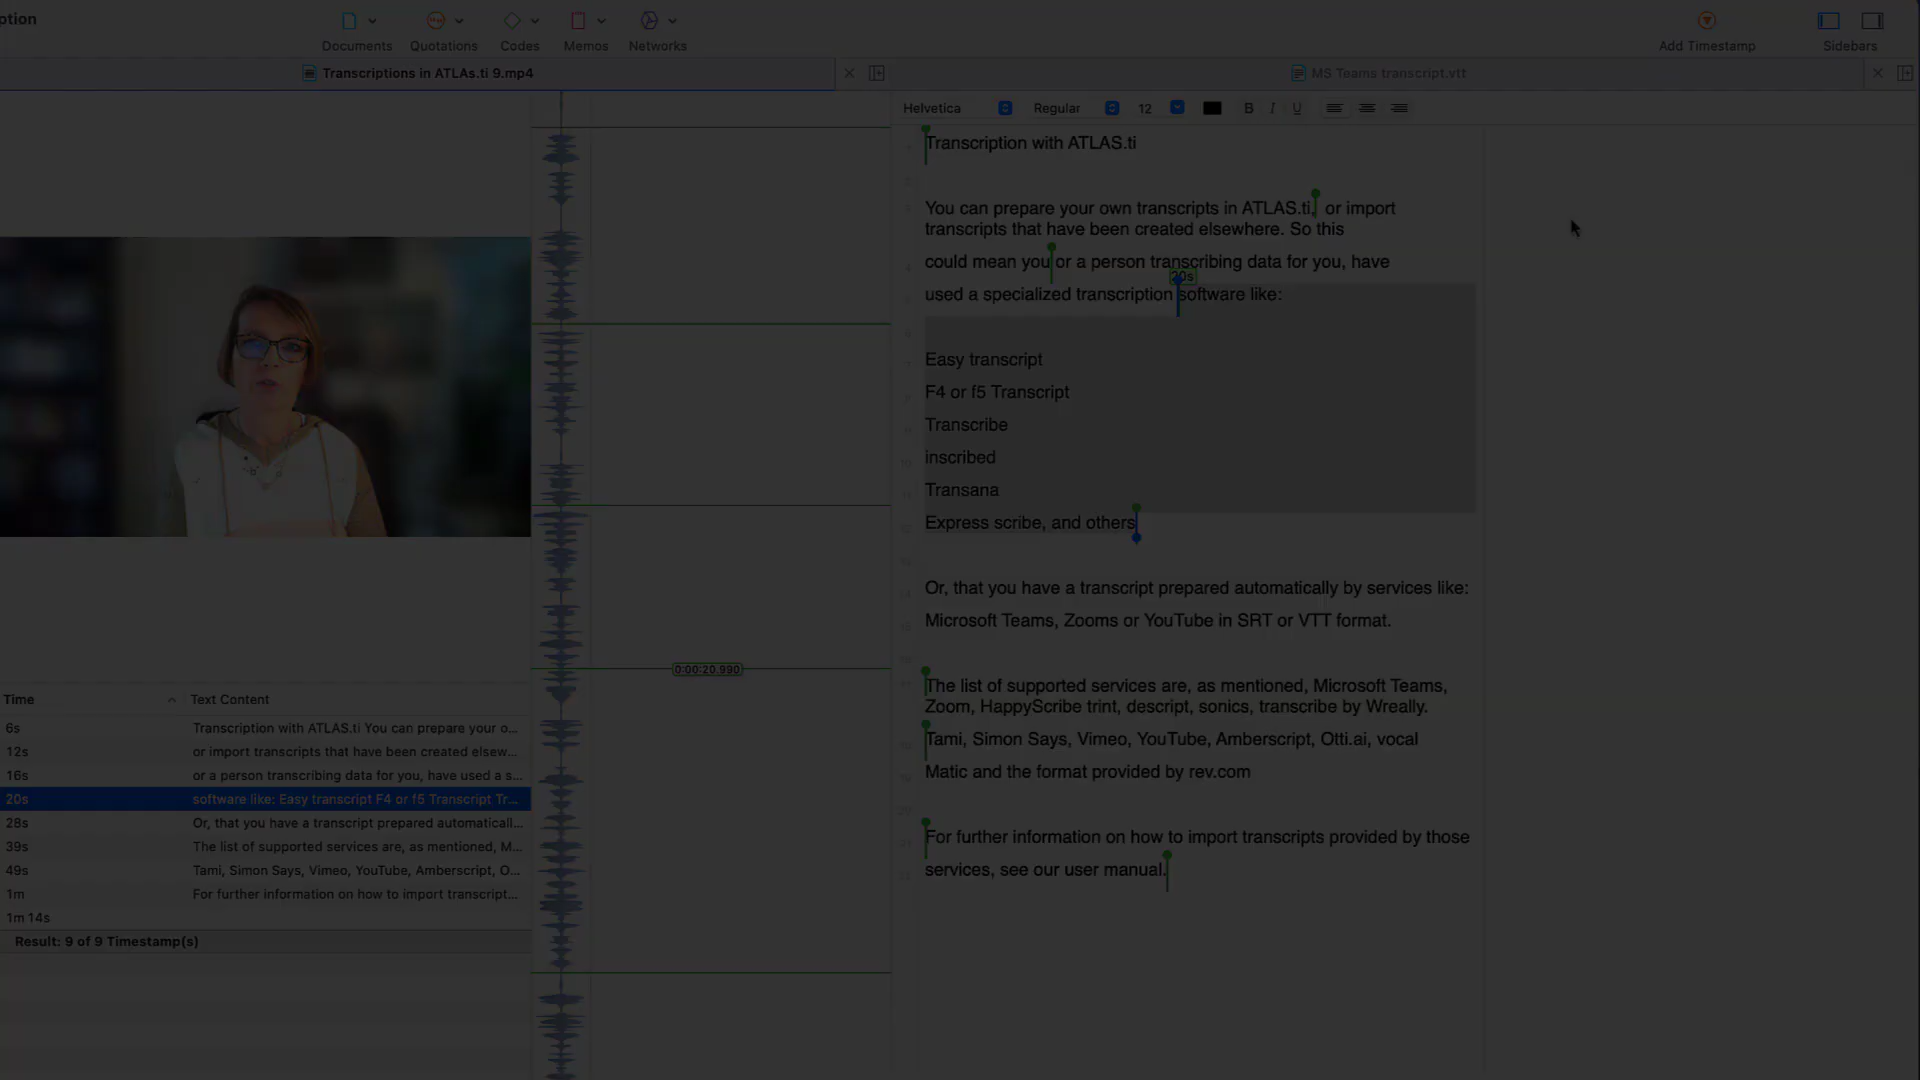 ption
Documents
Quotations
Codes
Memos
Networks
Add Timestamp
Sidebars
Transcriptions in ATLAs.ti 9.mp4
MS Teams transcript.vtt
Helvetica
Regular
12
B I U
Transcription with ATLAS.ti
You can prepare your own transcripts in ATLAS.ti, or import
transcripts that have been created elsewhere. So this
could mean you or a person transcribing data for you, have
20s
used a specialized transcription software like:
Easy transcript
F4 or f5 Transcript
Transcribe
inscribed
Transana
Express scribe, and others
Or, that you have a transcript prepared automatically by services like:
Microsoft Teams, Zooms or YouTube in SRT or VTT format.
The list of supported services are, as mentioned, Microsoft Teams,
Zoom, HappyScribe trint, descript, sonics, transcribe by Wreally.
Tami, Simon Says, Vimeo, YouTube, Amberscript, Otti.ai, vocal
Matic and the format provided by rev.com
For further information on how to import transcripts provided by those
services, see our user manual.
0:00:20.990
Time Text Content
6s Transcription with ATLAS.ti You can prepare your o...
12s or import transcripts that have been created elsew...
16s or a person transcribing data for you, have used a s...
20s software like: Easy transcript F4 or f5 Transcript Tr...
28s Or, that you have a transcript prepared automaticall...
39s The list of supported services are, as mentioned, M...
49s Tami, Simon Says, Vimeo, YouTube, Amberscript, O...
1m For further information on how to import transcript...
1m 14s
Result: 9 of 9 Timestamp(s)